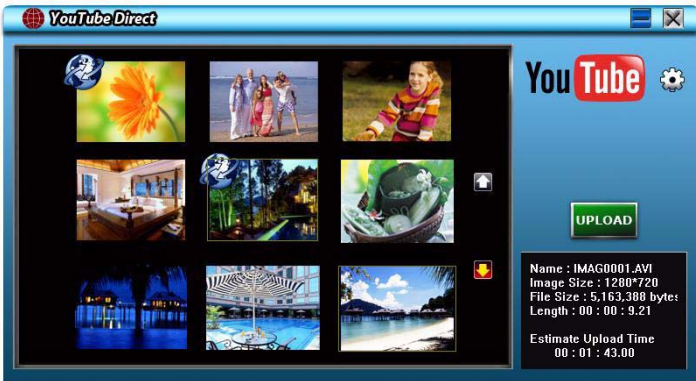 YouTube Direct
YouTube
UPLOAD
Name : IMAG0001.AVI
Image Size : 1280*720
File Size : 5,163,388 bytes
Length : 00 : 00 : 9.21
Estimate Upload Time
00 : 01 : 43.00